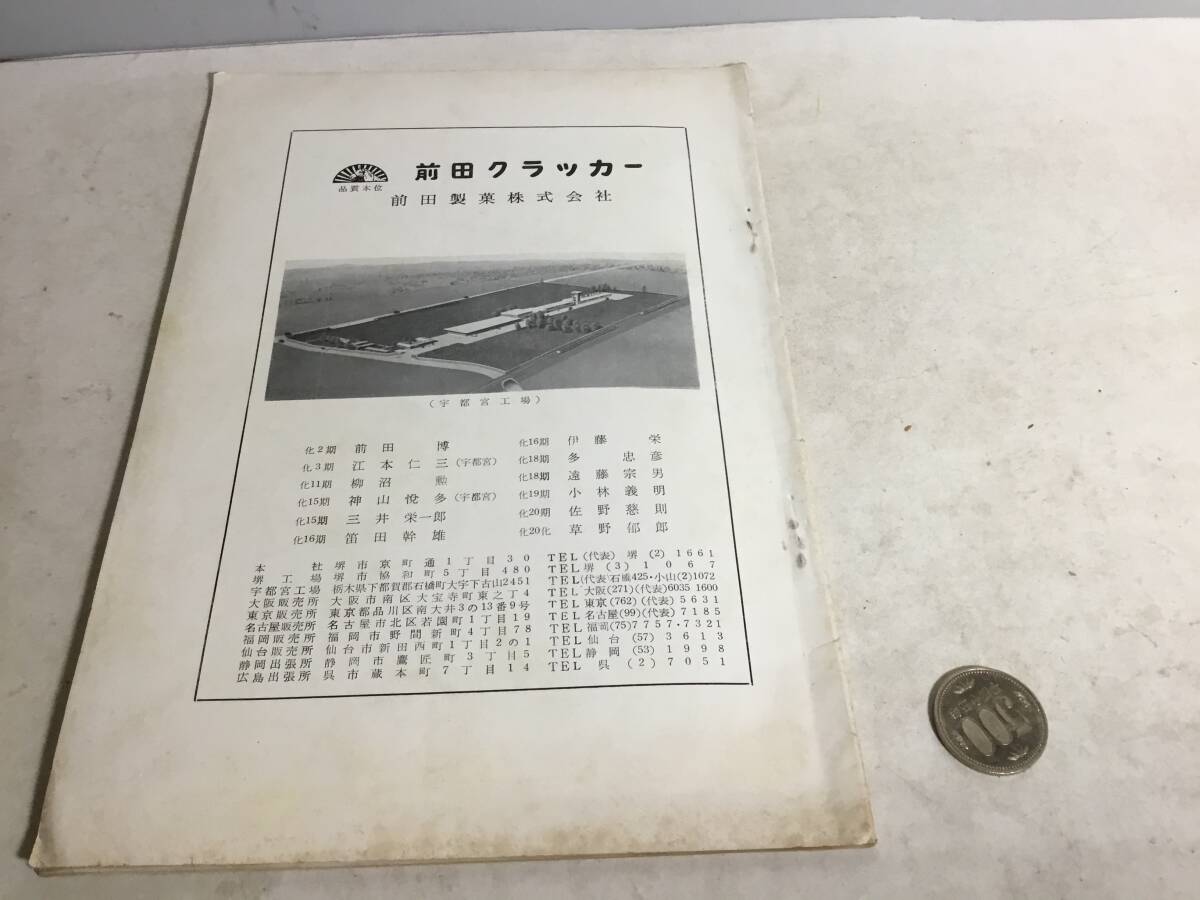 前田クラッカー
品質本位
前田製菓株式会社
(宇都宮工場)
化2期 前田 博
化3期 江本仁三 (宇都宮)
化11期 柳沼 勲
化15期 神山悦多 (宇都宮)
化15期 三井栄一郎
化16期 笛田幹雄
化16期 伊藤 栄
化18期 多 忠彦
化18期 遠藤宗男
化19期 小林義明
化20期 佐野慈則
化20化 草野郁郎
本社 堺市京町通1丁目30 TEL(代表)堺(2)1661
堺工場 堺市協和町5丁目480 TEL堺(3)1067
宇都宮工場 栃木県下都賀郡石橋町大字下古山2451 TEL(代表)石橋425・小山(2)1072
大阪販売所 大阪市南区大宝寺町東之丁4 TEL大阪(271)(代表)6035 1600
東京販売所 東京都品川区南大井3の13番9号 TEL東京(762)(代表)5631
名古屋販売所 名古屋市北区若園町1丁目19 TEL名古屋(99)(代表)7185
福岡販売所 福岡市野間新町4丁目78 TEL福岡(75)7757・7321
仙台販売所 仙台市新田西町1丁目2の1 TEL仙台(57)3613
静岡出張所 静岡市鷹匠町3丁目5 TEL静岡(53)1998
広島出張所 呉市蔵本町7丁目14 TEL呉(2)7051
500